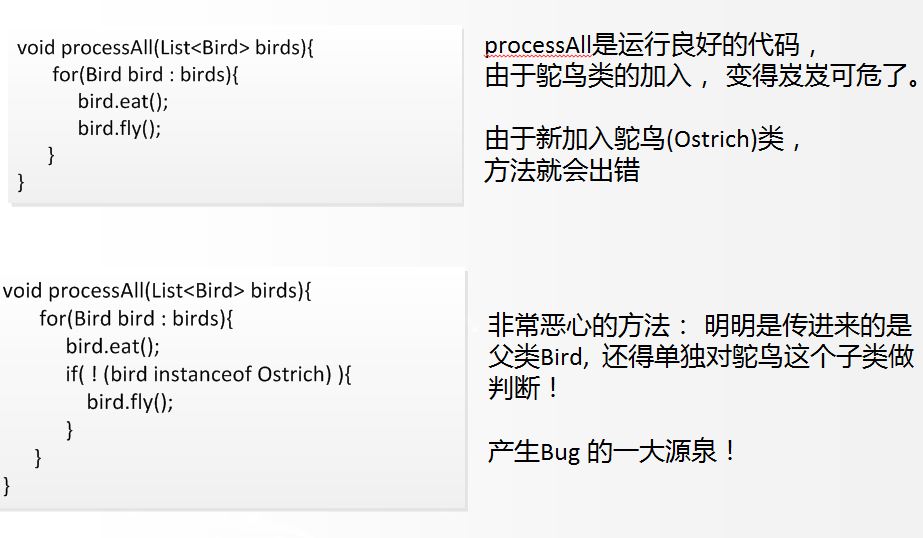 void processAll(List<Bird> birds){
for(Bird bird : birds){
bird.eat();
bird.fly();
}
}
processAll是运行良好的代码，
由于鸵鸟类的加入， 变得岌岌可危了。
由于新加入鸵鸟(Ostrich)类，
方法就会出错
void processAll(List<Bird> birds){
for(Bird bird : birds){
bird.eat();
if( ! (bird instanceof Ostrich) ){
bird.fly();
}
}
}
非常恶心的方法： 明明是传进来的是
父类Bird, 还得单独对鸵鸟这个子类做
判断！
产生Bug 的一大源泉！